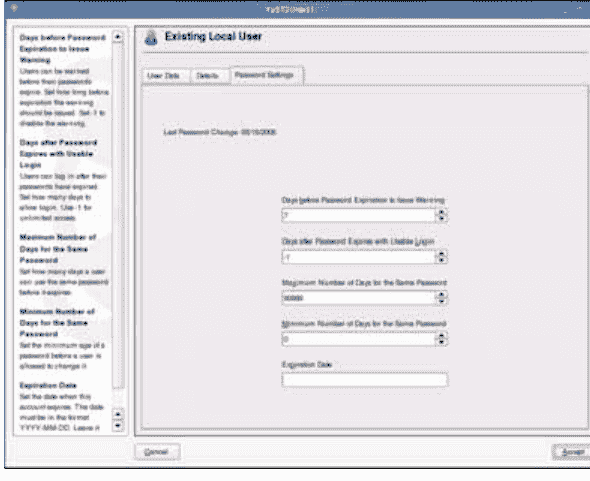 Days before Password
Expiration to Issue
Warning
Users can be warned
before their passwords
expire. Set how long before
expiration the warning
should be issued. Set -1 to
disable the warning.
Days after Password
Expires with Usable
Login
Users can log in after their
passwords have expired.
Set how many days to
allow login. Use -1 for
unlimited access.
Maximum Number of
Days for the Same
Password
Set how many days a user
can use the same password
before it expires.
Minimum Number of
Days for the Same
Password
Set the minimum age of a
password before a user is
allowed to change it.
Expiration Date
Set the date when this
account expires. The date
must be in the format
YYYY-MM-DD. Leave it
Existing Local User
User Data
Details
Password Settings
Last Password Change:
Days before Password Expiration to Issue Warning
7
Days after Password Expires with Usable Login
-1
Maximum Number of Days for the Same Password
99999
Minimum Number of Days for the Same Password
0
Expiration Date
Cancel
Accept